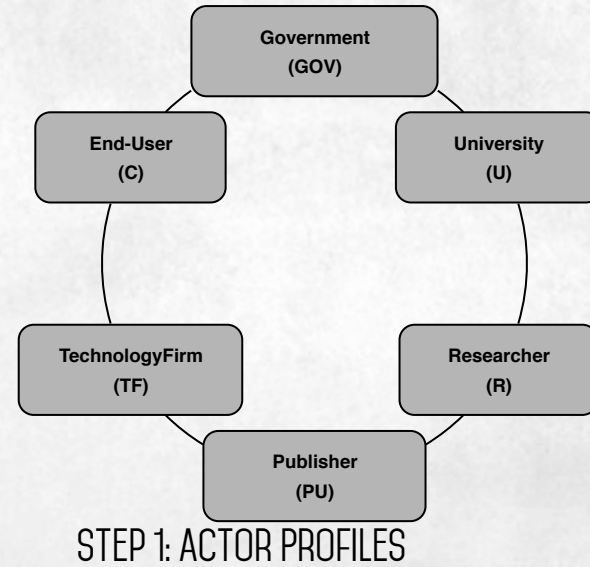 Government
(GOV)
End-User
(C)
University
(U)
TechnologyFirm
(TF)
Researcher
(R)
Publisher
(PU)
STEP 1: ACTOR PROFILES